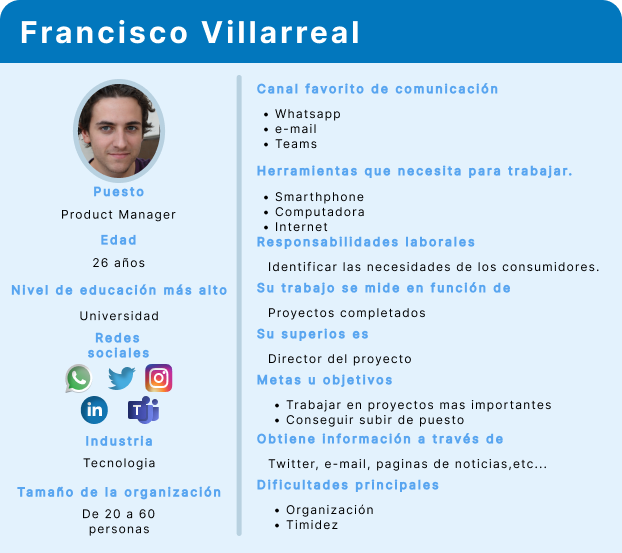 Francisco Villarreal
Puesto
Product Manager
Edad
26 años
Nivel de educación más alto
Universidad
Redes
sociales
in
T
Industria
Tecnologia
Tamaño de la organización
De 20 a 60
personas
Canal favorito de comunicación
• Whatsapp
• e-mail
• Teams
Herramientas que necesita para trabajar.
• Smarthphone
• Computadora
• Internet
Responsabilidades laborales
Identificar las necesidades de los consumidores.
Su trabajo se mide en función de
Proyectos completados
Su superios es
Director del proyecto
Metas u objetivos
• Trabajar en proyectos mas importantes
• Conseguir subir de puesto
Obtiene información a través de
Twitter, e-mail, paginas de noticias,etc...
Dificultades principales
• Organización
• Timidez